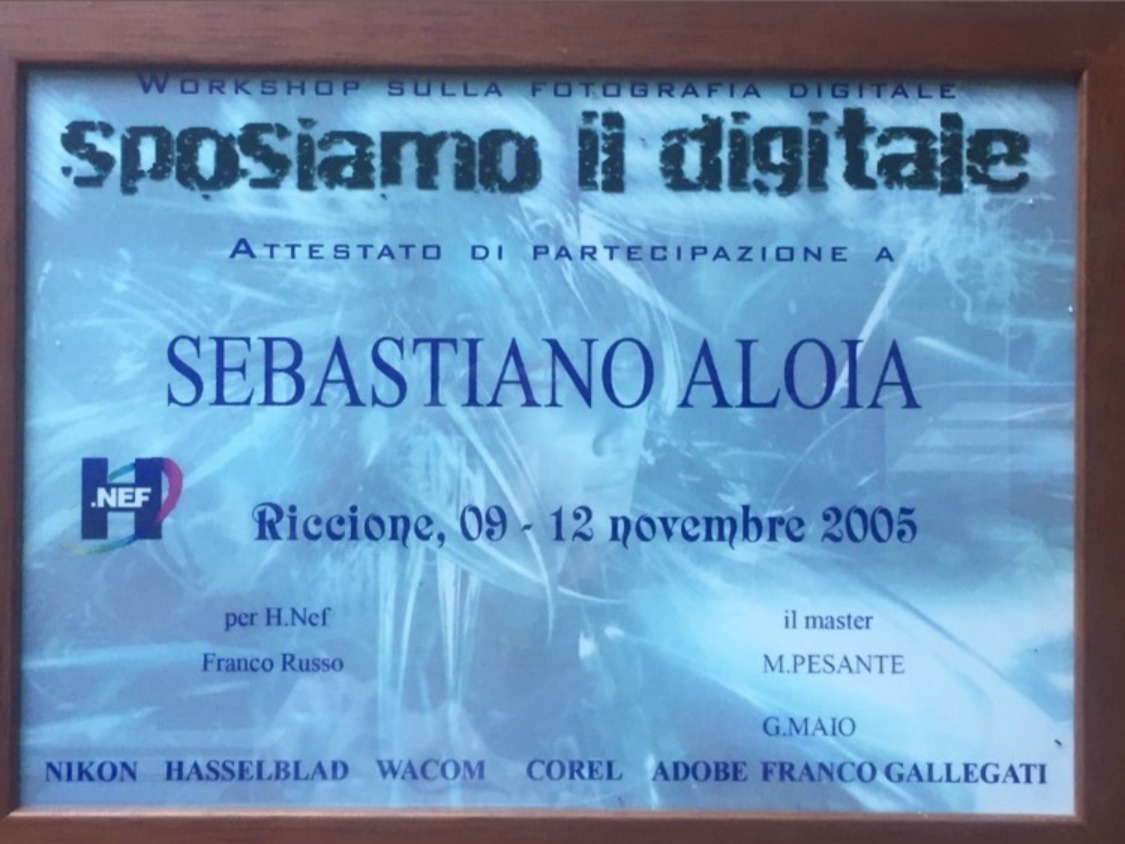 WORKSHOP SULLA FOTOGRAFIA DIGITALE
sposiamo il digitale
ATTESTATO DI PARTECIPAZIONE A
SEBASTIANO ALOIA
H.NEF
Riccione, 09 - 12 novembre 2005
per H.Nef
il master
Franco Russo
M.PESANTE
G.MAIO
NIKON HASSELBLAD WACOM COREL ADOBE FRANCO GALLEGATI